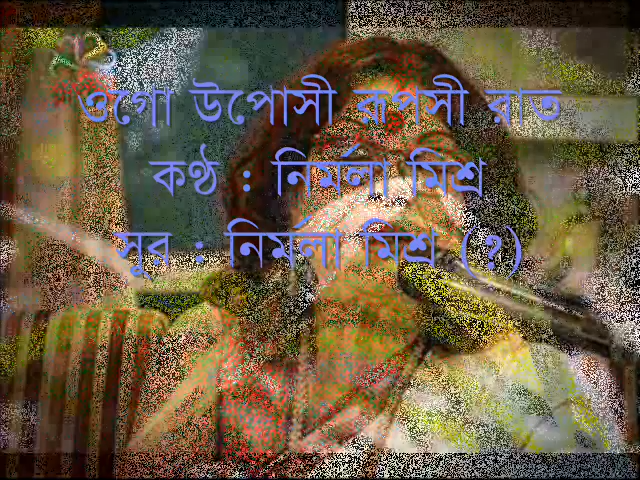 ওগো উপোসী রূপসী রাত
কণ্ঠ : নির্মলা মিশ্র
সুর : নির্মলা মিশ্র (?)